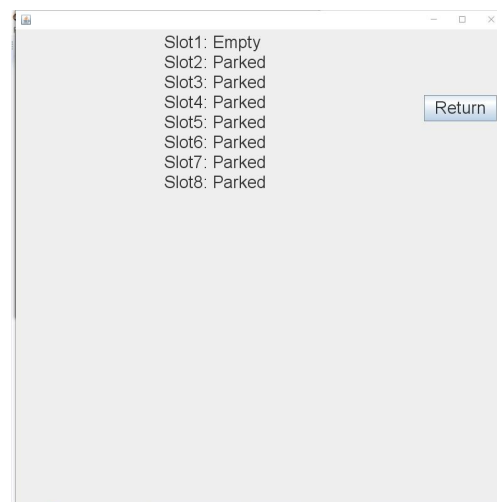 Slot1: Empty
Slot2: Parked
Slot3: Parked
Slot4: Parked
Slot5: Parked
Slot6: Parked
Slot7: Parked
Slot8: Parked
Return